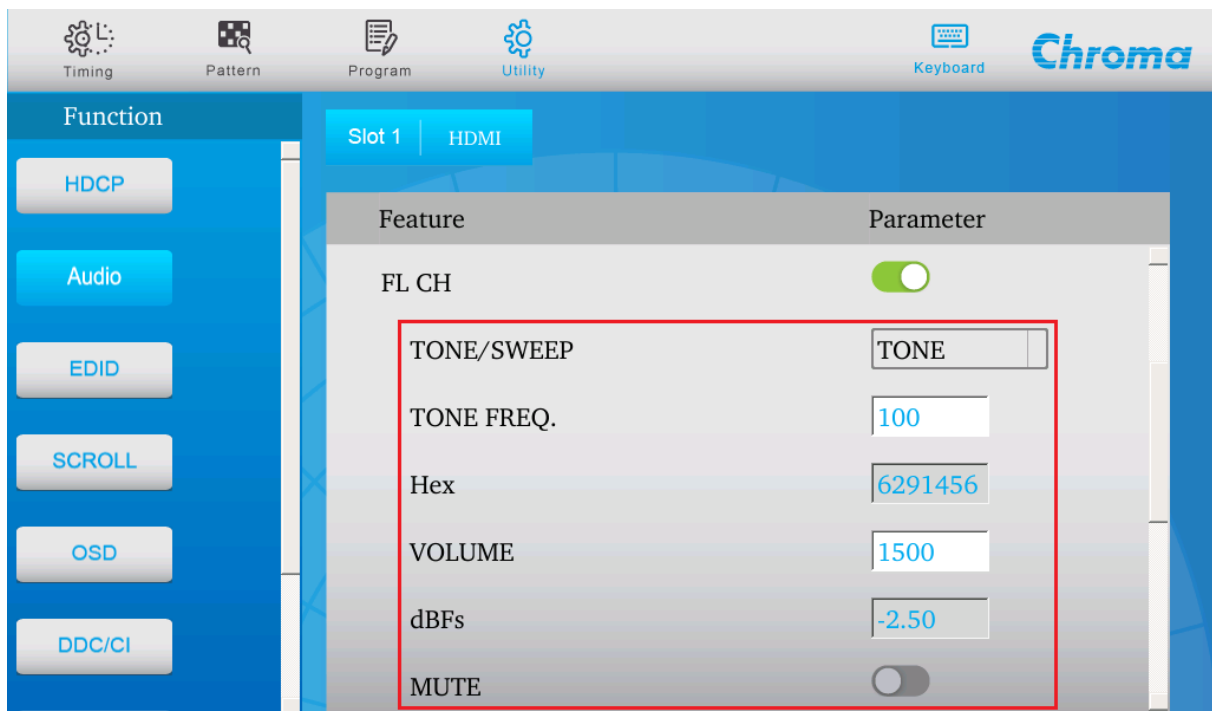 Timing
Pattern
Program
Utility
Keyboard
Chroma
Function
HDCP
Audio
EDID
SCROLL
OSD
DDC/CI
Slot 1 HDMI
Feature Parameter
FL CH
TONE/SWEEP TONE
TONE FREQ. 100
Hex 6291456
VOLUME 1500
dBFs -2.50
MUTE